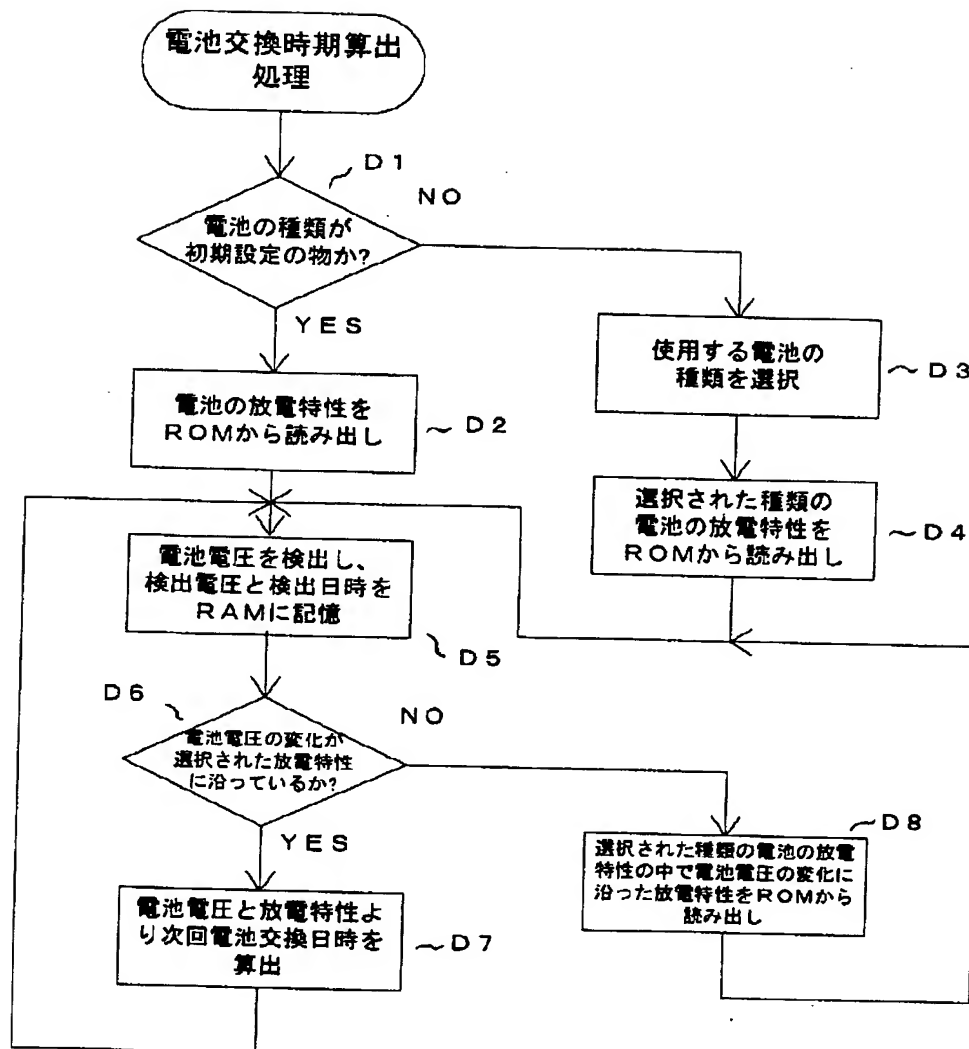 電池交換時期算出
処理
D1
NO
電池の種類が
初期設定の物か?
YES
使用する電池の
種類を選択
D3
電池の放電特性を
ROMから読み出し
D2
選択された種類の
電池の放電特性を
ROMから読み出し
D4
電池電圧を検出し、
検出電圧と検出日時を
RAMに記憶
D5
D6
NO
電池電圧の変化が
選択された放電特性
に沿っているか?
YES
D8
選択された種類の電池の放電
特性の中で電池電圧の変化に
沿った放電特性をROMから
読み出し
電池電圧と放電特性よ
り次回電池交換日時を
算出
D7